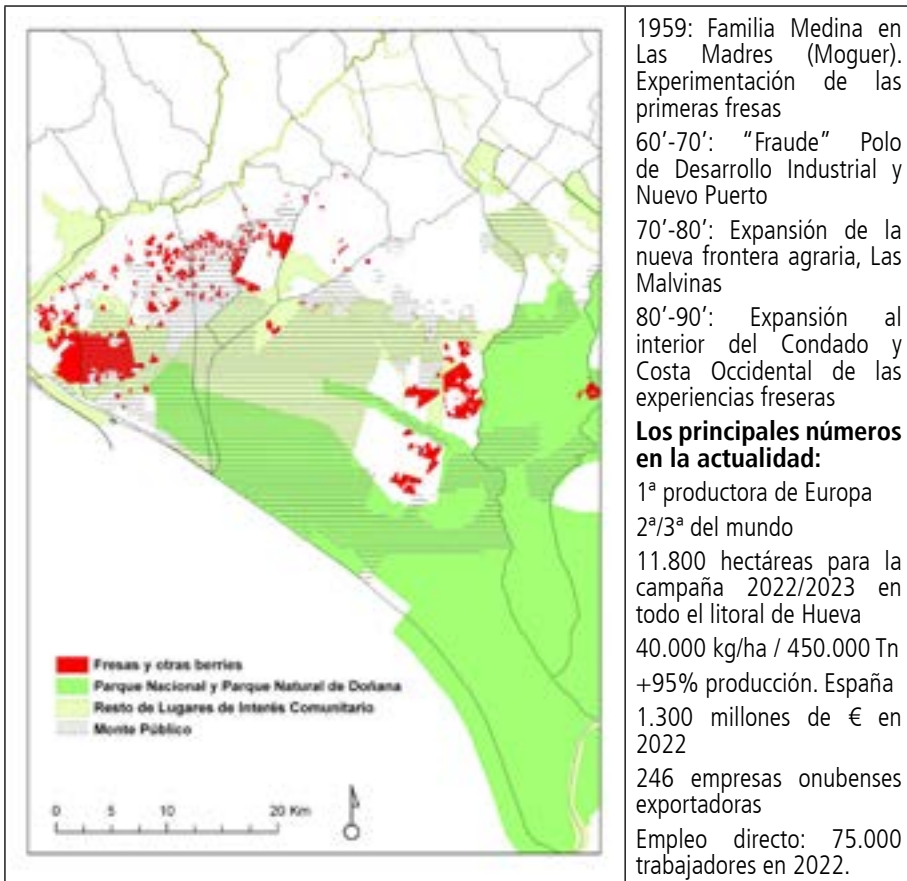 Fresas y otras berries
Parque Nacional y Parque Natural de Doñana
Resto de Lugares de Interés Comunitario
Monte Público
0 5 10 20 Km
1959: Familia Medina en
Las Madres (Moguer).
Experimentación de las
primeras fresas
60’-70’: “Fraude” Polo
de Desarrollo Industrial y
Nuevo Puerto
70’-80’: Expansión de la
nueva frontera agraria, Las
Malvinas
80’-90’: Expansión al
interior del Condado y
Costa Occidental de las
experiencias freseras
Los principales números
en la actualidad:
1ª productora de Europa
2ª/3ª del mundo
11.800 hectáreas para la
campaña 2022/2023 en
todo el litoral de Hueva
40.000 kg/ha / 450.000 Tn
+95% producción. España
1.300 millones de € en
2022
246 empresas onubenses
exportadoras
Empleo directo: 75.000
trabajadores en 2022.